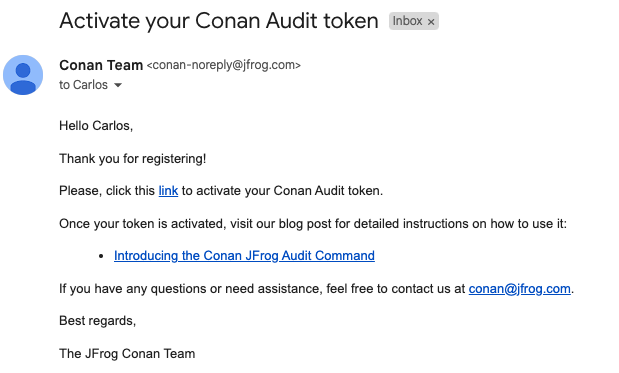 Activate your Conan Audit token Inbox ×
Conan Team <conan-noreply@jfrog.com>
to Carlos
Hello Carlos,
Thank you for registering!
Please, click this link to activate your Conan Audit token.
Once your token is activated, visit our blog post for detailed instructions on how to use it:
• Introducing the Conan JFrog Audit Command
If you have any questions or need assistance, feel free to contact us at conan@jfrog.com.
Best regards,
The JFrog Conan Team